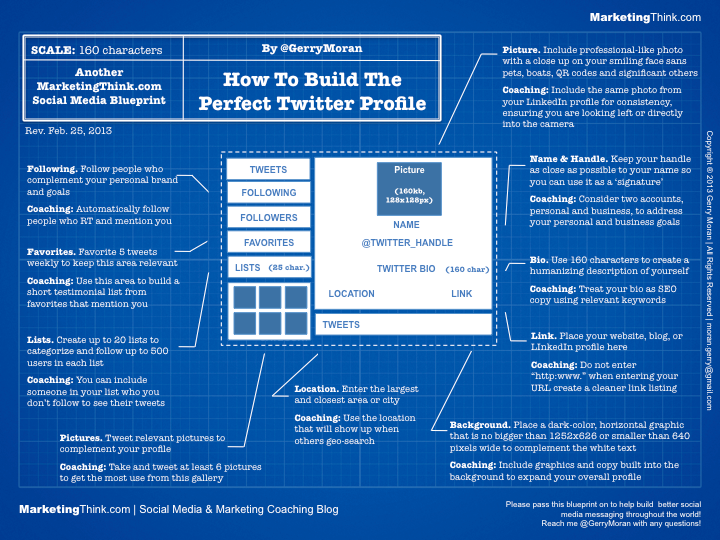 MarketingThink.com
SCALE: 160 characters
By @GerryMoran
Another
MarketingThink.com
Social Media Blueprint
How To Build The
Perfect Twitter Profile
Rev. Feb. 25, 2013
Picture. Include professional-like photo
with a close up on your smiling face sans
pets, boats, QR codes and significant others
Coaching: Include the same photo from
your LinkedIn profile for consistency,
ensuring you are looking left or directly
into the camera
Following. Follow people who
complement your personal brand
and goals
Coaching: Automatically follow
people who RT and mention you
Favorites. Favorite 5 tweets
weekly to keep this area relevant
Coaching: Use this area to build a
short testimonial list from
favorites that mention you
Lists. Create up to 20 lists to
categorize and follow up to 500
users in each list
Coaching: You can include
someone in your list who you
don't follow to see their tweets
TWEETS
FOLLOWING
FOLLOWERS
FAVORITES
LISTS (25 char.)
Picture
(160kb,
128x128px)
NAME
@TWITTER_HANDLE
TWITTER BIO (160 char)
LOCATION LINK
TWEETS
Name & Handle. Keep your handle
as close as possible to your name so
you can use it as a 'signature'
Coaching: Consider two accounts,
personal and business, to address
your personal and business goals
Bio. Use 160 characters to create a
humanizing description of yourself
Coaching: Treat your bio as SEO
copy using relevant keywords
Link. Place your website, blog, or
LInkedIn profile here
Coaching: Do not enter
"http:www." when entering your
URL create a cleaner link listing
Location. Enter the largest
and closest area or city
Coaching: Use the location
that will show up when
others geo-search
Pictures. Tweet relevant pictures to
complement your profile
Coaching: Take and tweet at least 6 pictures
to get the most use from this gallery
Background. Place a dark-color, horizontal graphic
that is no bigger than 1252x626 or smaller than 640
pixels wide to complement the white text
Coaching: Include graphics and copy built into the
background to expand your overall profile
Copyright @ 2013 Gerry Moran | All Rights Reserved | moran.gerry@gmail.com
MarketingThink.com | Social Media & Marketing Coaching Blog
Please pass this blueprint on to help build better social
media messaging throughout the world!
Reach me @GerryMoran with any questions!